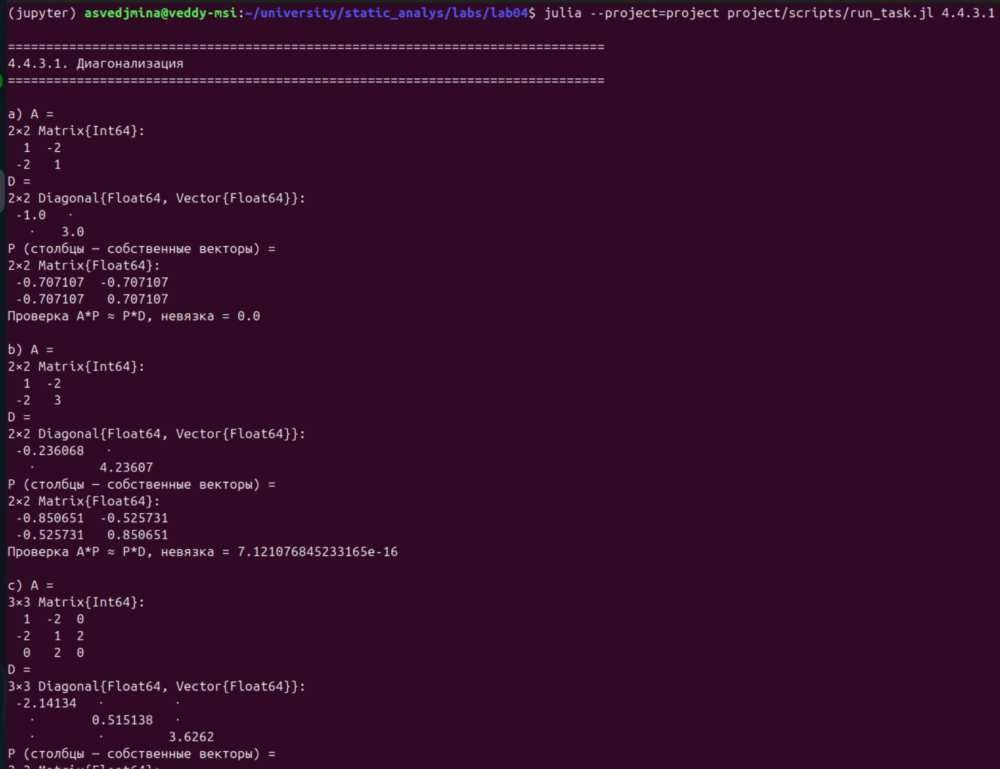 (jupyter) asvedjmina@veddy-msi:~/university/static_analys/labs/lab04$ julia --project=project project/scripts/run_task.jl 4.4.3.1
==============================================================================
4.4.3.1. Диагонализация
==============================================================================
a) A =
2×2 Matrix{Int64}:
  1  -2
 -2   1
D =
2×2 Diagonal{Float64, Vector{Float64}}:
 -1.0   ⋅
   ⋅   3.0
P (столбцы — собственные векторы) =
2×2 Matrix{Float64}:
 -0.707107  -0.707107
 -0.707107   0.707107
Проверка A*P ≈ P*D, невязка = 0.0
b) A =
2×2 Matrix{Int64}:
  1  -2
 -2   3
D =
2×2 Diagonal{Float64, Vector{Float64}}:
 -0.236068   ⋅
   ⋅        4.23607
P (столбцы — собственные векторы) =
2×2 Matrix{Float64}:
 -0.850651  -0.525731
 -0.525731   0.850651
Проверка A*P ≈ P*D, невязка = 7.121076845233165e-16
c) A =
3×3 Matrix{Int64}:
  1  -2  0
 -2   1  2
  0   2  0
D =
3×3 Diagonal{Float64, Vector{Float64}}:
 -2.14134   ⋅         ⋅
   ⋅       0.515138   ⋅
   ⋅        ⋅        3.6262
P (столбцы — собственные векторы) =
3×3 Matrix{Float64}: